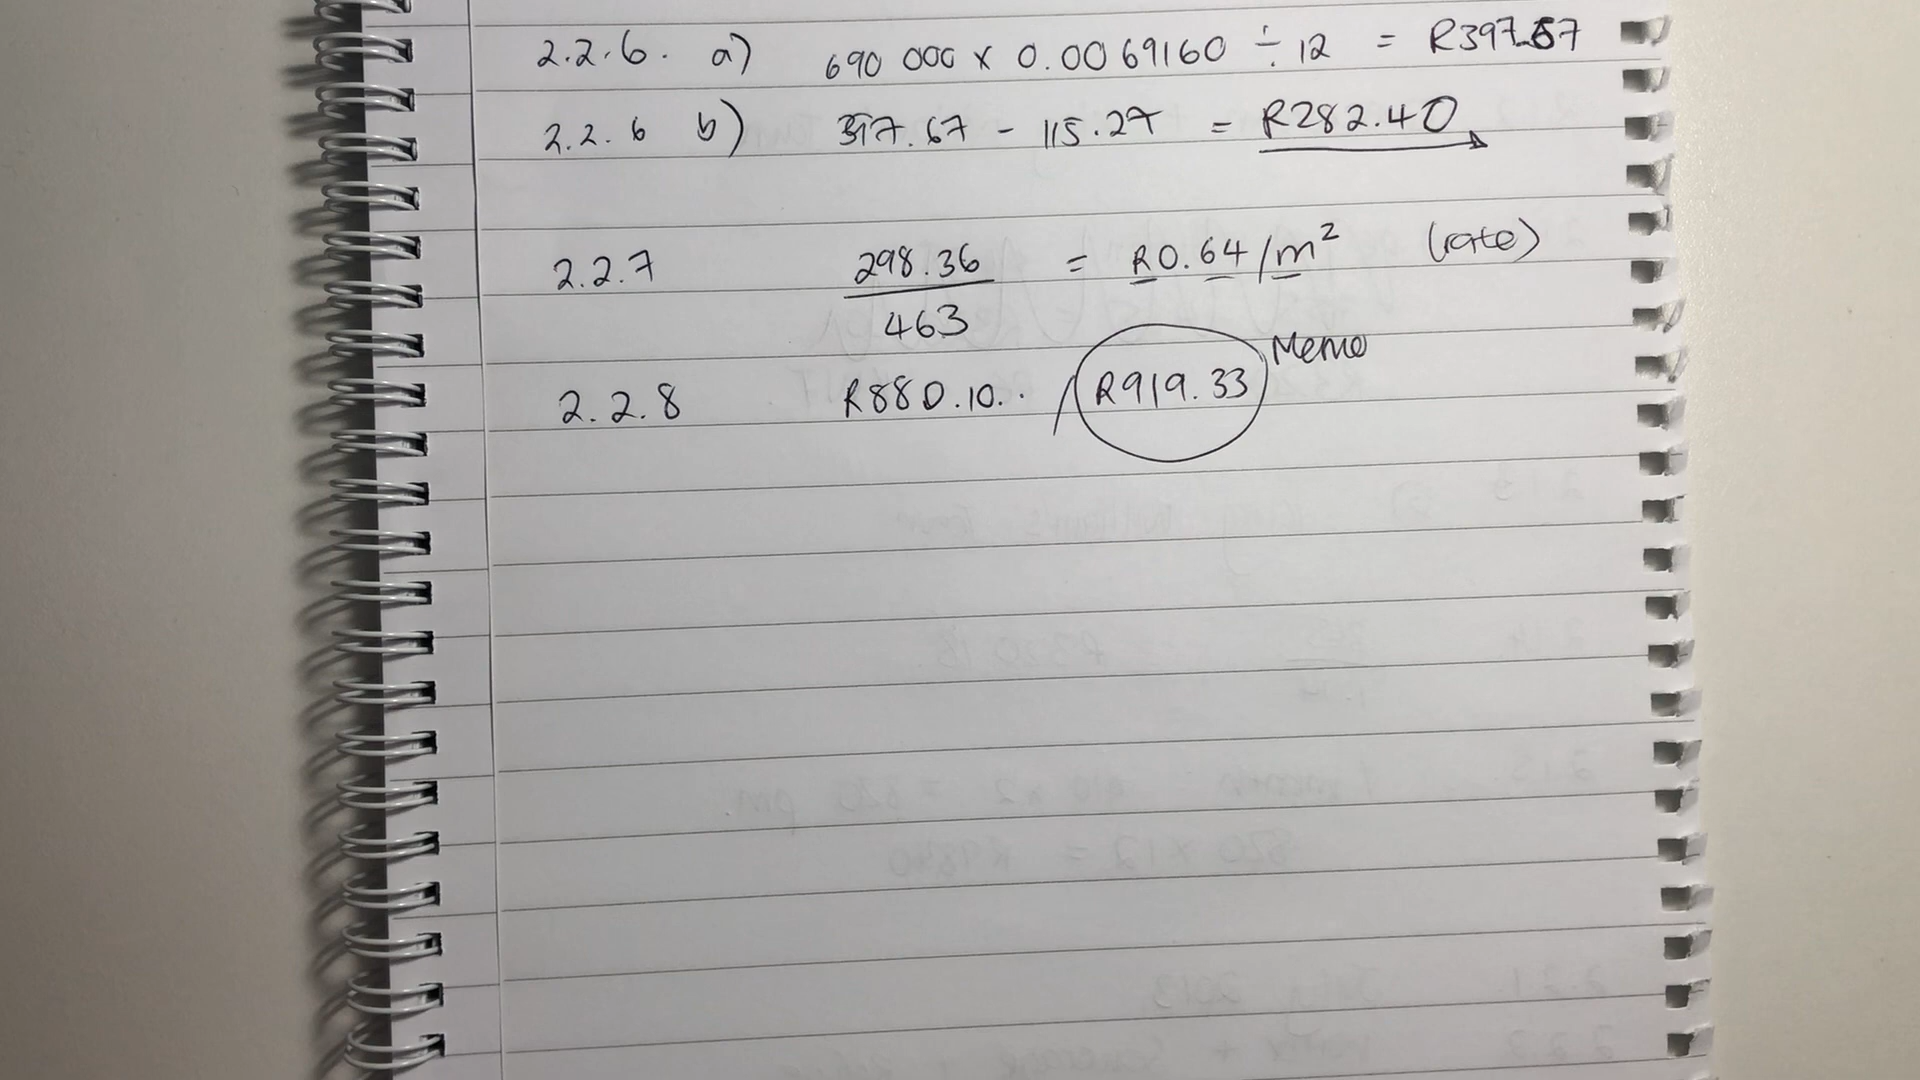 2.2.6. a) 690 000 x 0.0069160 ÷ 12 = R397.67
2.2.6 b) 397.67 - 115.27 = R282.40
2.2.7 298.36 / 463 = R0.64/m² (rate)
2.2.8 R880.10.. / R919.33 Memo